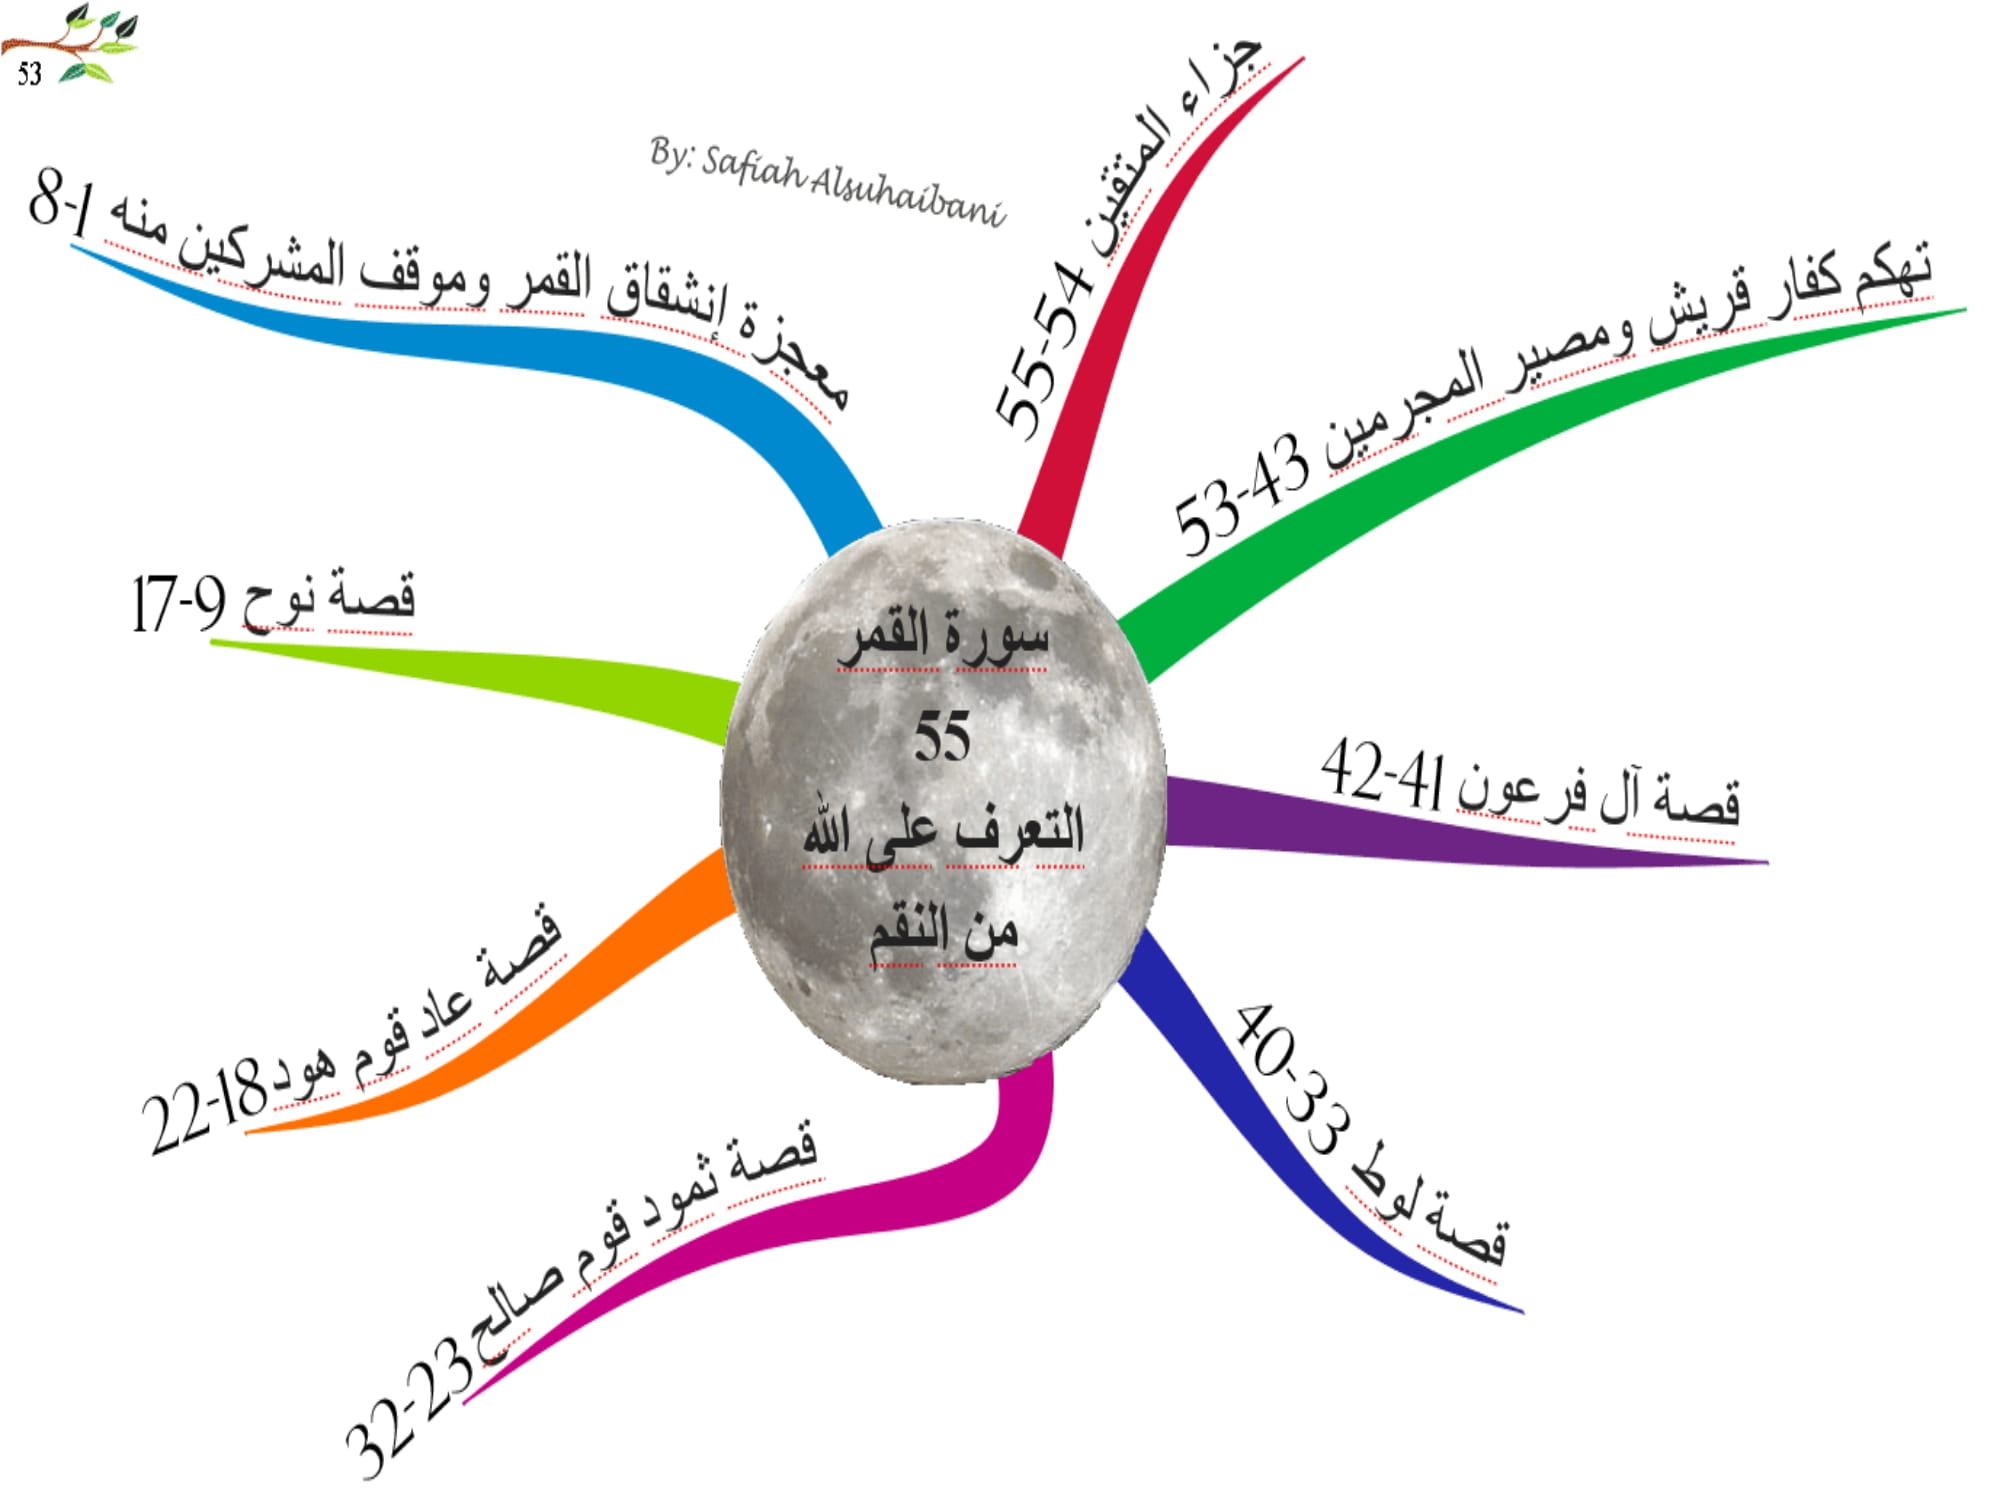 53
By: Safiah Alsuhaibani
سورة القمر
55
التعرف على الله
من النقم
معجزة إنشقاق القمر وموقف المشركين منه 1-8
قصة نوح 9-17
قصة عاد قوم هود 18-22
قصة ثمود قوم صالح 23-32
قصة لوط 33-40
قصة آل فرعون 41-42
تهكم كفار قريش ومصير المجرمين 43-53
جزاء المتقين 54-55